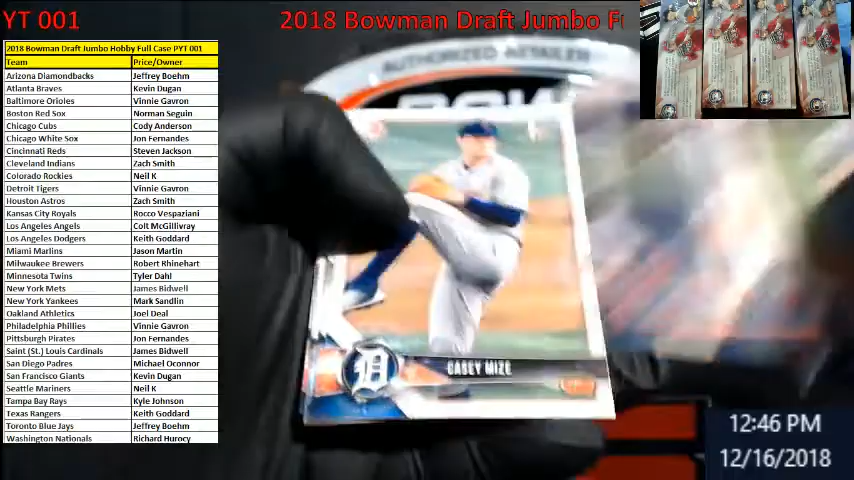 YT 001
2018 Bowman Draft Jumbo F
2018 Bowman Draft Jumbo Hobby Full Case PYT 001
Team Price/Owner
Arizona Diamondbacks Jeffrey Boehm
Atlanta Braves Kevin Dugan
Baltimore Orioles Vinnie Gavron
Boston Red Sox Norman Seguin
Chicago Cubs Cody Anderson
Chicago White Sox Jon Fernandes
Cincinnati Reds Steven Jackson
Cleveland Indians Zach Smith
Colorado Rockies Neil K
Detroit Tigers Vinnie Gavron
Houston Astros Zach Smith
Kansas City Royals Rocco Vespaziani
Los Angeles Angels Colt McGillivray
Los Angeles Dodgers Keith Goddard
Miami Marlins Jason Martin
Milwaukee Brewers Robert Rhinehart
Minnesota Twins Tyler Dahl
New York Mets James Bidwell
New York Yankees Mark Sandlin
Oakland Athletics Joel Deal
Philadelphia Phillies Vinnie Gavron
Pittsburgh Pirates Jon Fernandes
Saint (St.) Louis Cardinals James Bidwell
San Diego Padres Michael Oconnor
San Francisco Giants Kevin Dugan
Seattle Mariners Neil K
Tampa Bay Rays Kyle Johnson
Texas Rangers Keith Goddard
Toronto Blue Jays Jeffrey Boehm
Washington Nationals Richard Hurocy
AUTHORIZED RETAILER
D
CASEY MIZE
12:46 PM
12/16/2018